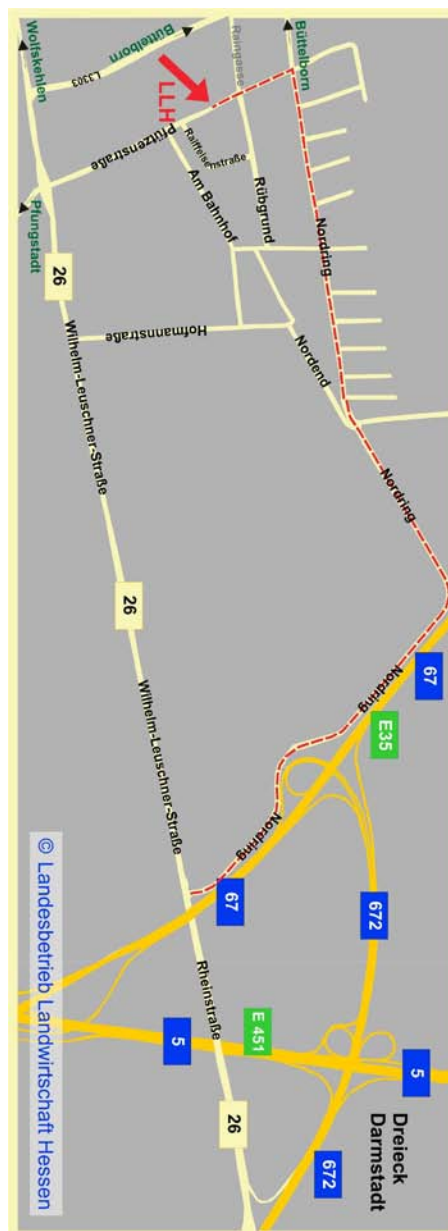 Büttelborn
Nordring
Nordring
67
5
Dreieck
Darmstadt
E35
Nordring
672
672
Raingasse
Rübgrund
Nordend
Raiffeisenstraße
Am Bahnhof
Nordring
67
E 451
Büttelborn
LLH
Pfützenstraße
Hofmannstraße
Rheinstraße
26
5
L3303
26
Wilhelm-Leuschner-Straße
26
Wilhelm-Leuschner-Straße
Wolfskehlen
Pfungstadt
© Landesbetrieb Landwirtschaft Hessen